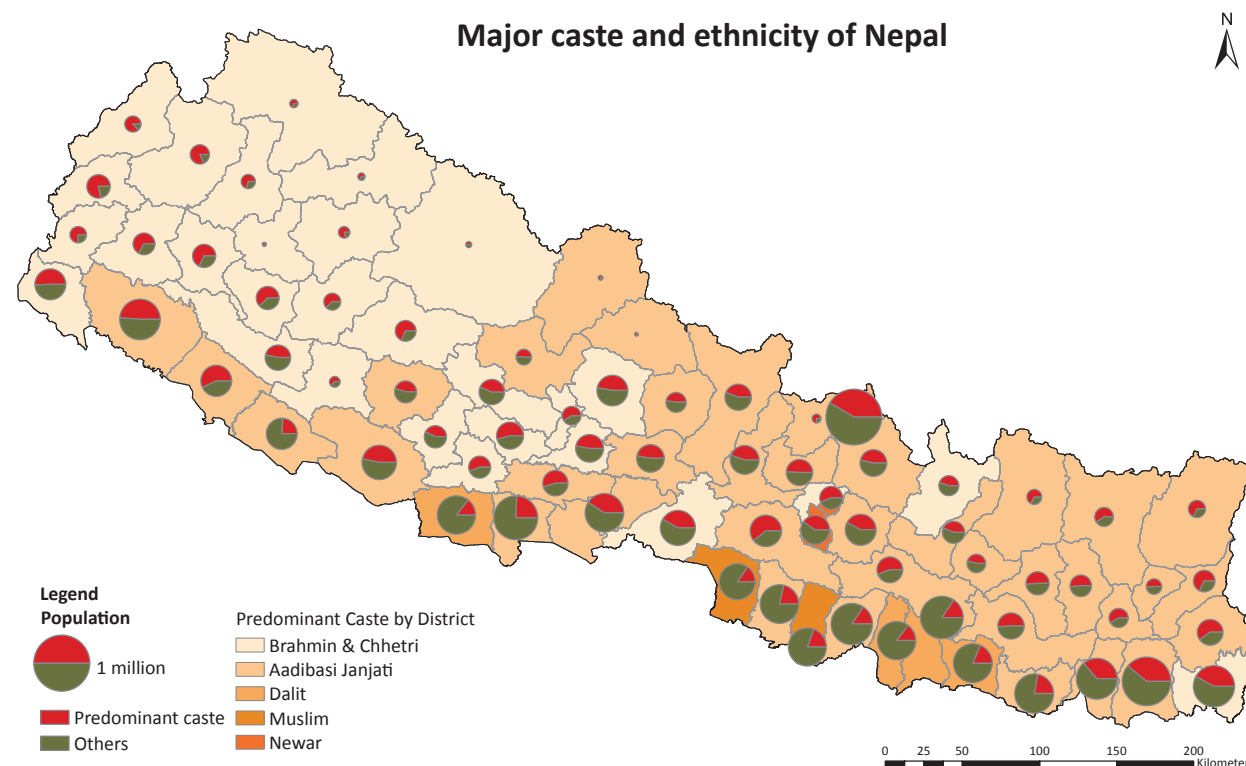 Major caste and ethnicity of Nepal
N
Legend
Population
1 million
Predominant caste
Others
Predominant Caste by District
Brahmin & Chhetri
Aadibasi Janjati
Dalit
Muslim
Newar
0 25 50 100 150 200
Kilometer